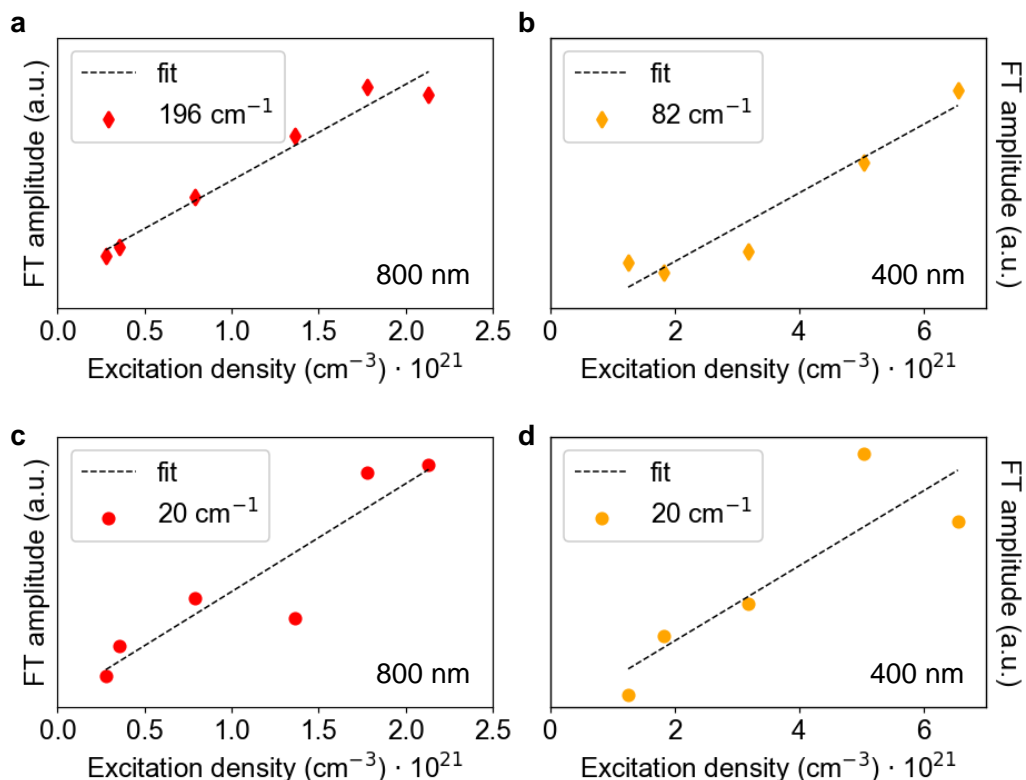 a
FT amplitude (a.u.)
fit
196 cm⁻¹
800 nm
0.0 0.5 1.0 1.5 2.0 2.5
Excitation density (cm⁻³) · 10²¹
b
fit
82 cm⁻¹
400 nm
FT amplitude (a.u.)
0 2 4 6
Excitation density (cm⁻³) · 10²¹
c
FT amplitude (a.u.)
fit
20 cm⁻¹
800 nm
0.0 0.5 1.0 1.5 2.0 2.5
Excitation density (cm⁻³) · 10²¹
d
fit
20 cm⁻¹
400 nm
FT amplitude (a.u.)
0 2 4 6
Excitation density (cm⁻³) · 10²¹